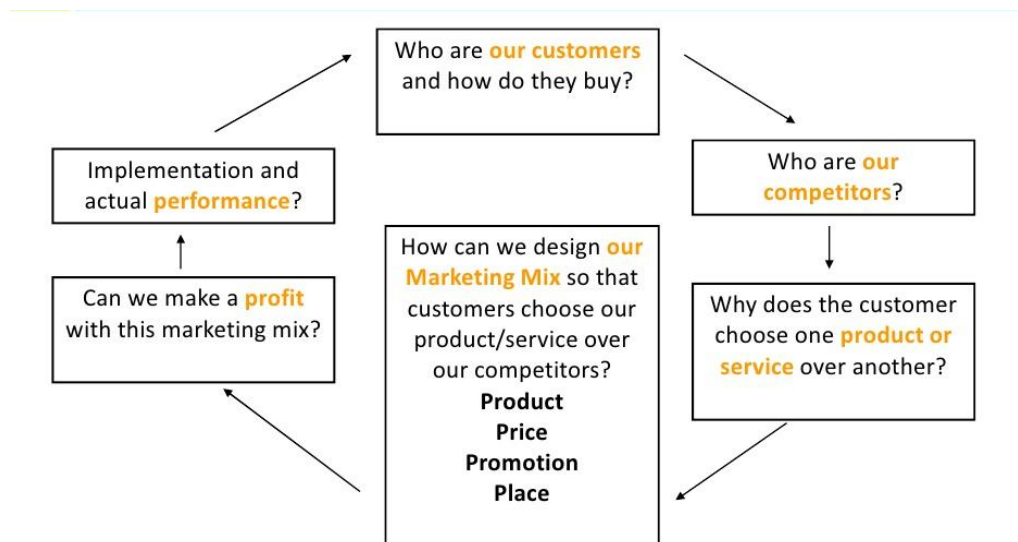 Who are our customers
and how do they buy?
Who are our
competitors?
Why does the customer
choose one product or
service over another?
How can we design our
Marketing Mix so that
customers choose our
product/service over
our competitors?
Product
Price
Promotion
Place
Can we make a profit
with this marketing mix?
Implementation and
actual performance?